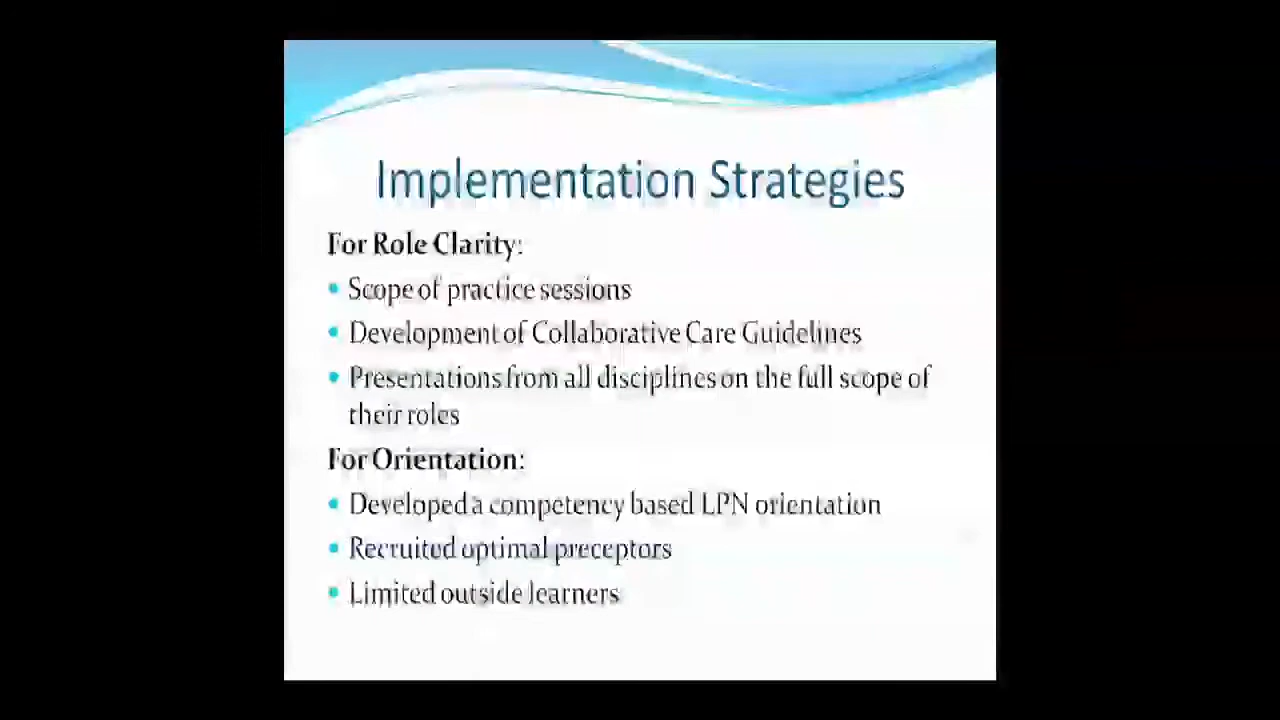 Implementation Strategies
For Role Clarity:
• Scope of practice sessions
• Development of Collaborative Care Guidelines
• Presentations from all disciplines on the full scope of
their roles
For Orientation:
• Developed a competency based LPN orientation
• Recruited optimal preceptors
• Limited outside learners